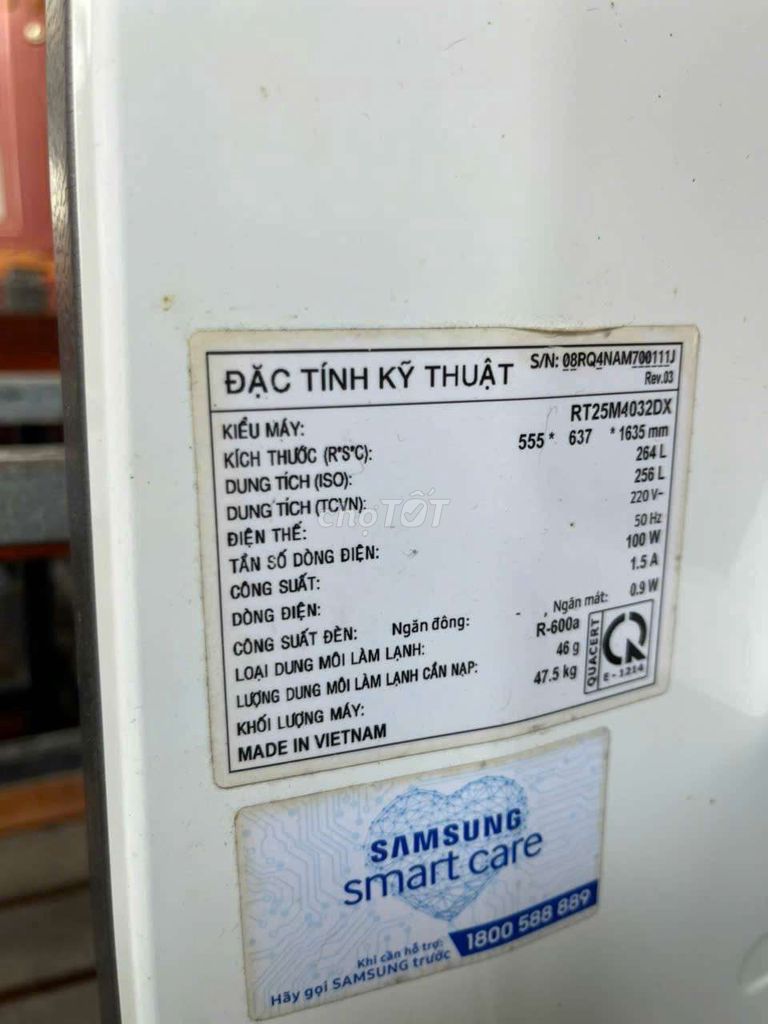 ĐẶC TÍNH KỸ THUẬT
S/N: 08RQ4NAM700111J
Rev.03
KIỂU MÁY: RT25M4032DX
KÍCH THƯỚC (R*S*C): 555 * 637 * 1635 mm
DUNG TÍCH (ISO): 264 L
DUNG TÍCH (TCVN): 256 L
ĐIỆN THẾ: 220 V~
TẦN SỐ DÒNG ĐIỆN: 50 Hz
CÔNG SUẤT: 100 W
DÒNG ĐIỆN: 1.5 A
CÔNG SUẤT ĐÈN: Ngăn đông: - , Ngăn mát: 0.9 W
LOẠI DUNG MÔI LÀM LẠNH: R-600a
LƯỢNG DUNG MÔI LÀM LẠNH CẦN NẠP: 46 g
KHỐI LƯỢNG MÁY: 47.5 kg
MADE IN VIETNAM
QUACERT
E - 1214
chợTỐT
SAMSUNG
smart care
Khi cần hỗ trợ:
Hãy gọi SAMSUNG trước
1800 588 889